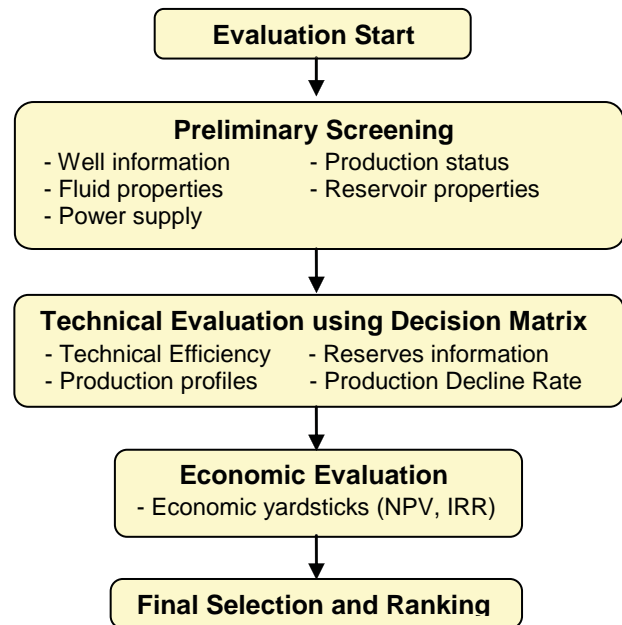 Evaluation Start
Preliminary Screening
- Well information - Production status
- Fluid properties - Reservoir properties
- Power supply
Technical Evaluation using Decision Matrix
- Technical Efficiency - Reserves information
- Production profiles - Production Decline Rate
Economic Evaluation
- Economic yardsticks (NPV, IRR)
Final Selection and Ranking